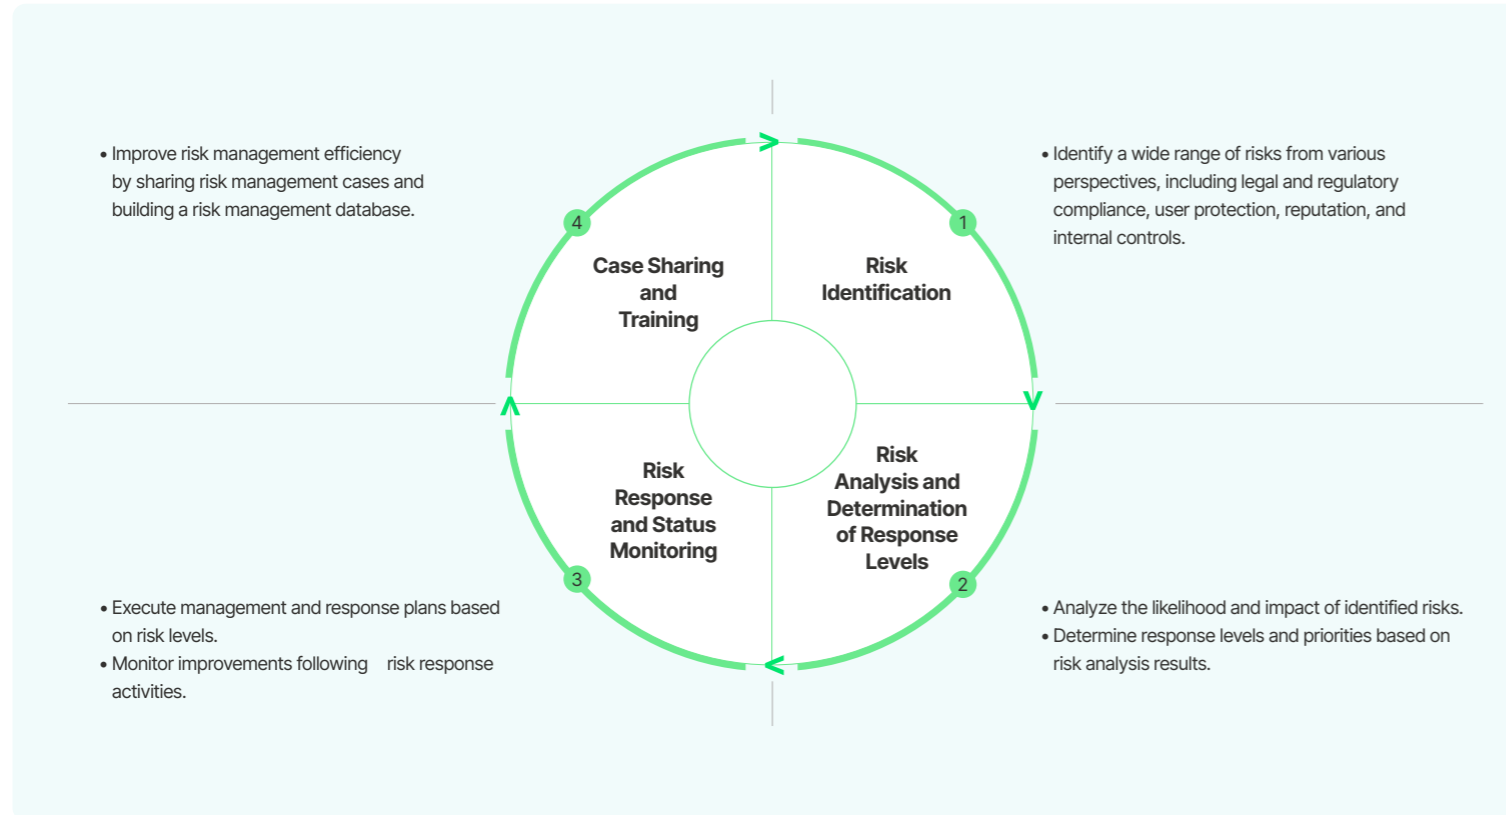 1
Risk
Identification
• Identify a wide range of risks from various
perspectives, including legal and regulatory
compliance, user protection, reputation, and
internal controls.
2
Risk
Analysis and
Determination
of Response
Levels
• Analyze the likelihood and impact of identified risks.
• Determine response levels and priorities based on
risk analysis results.
3
Risk
Response
and Status
Monitoring
• Execute management and response plans based
on risk levels.
• Monitor improvements following risk response
activities.
4
Case Sharing
and
Training
• Improve risk management efficiency
by sharing risk management cases and
building a risk management database.